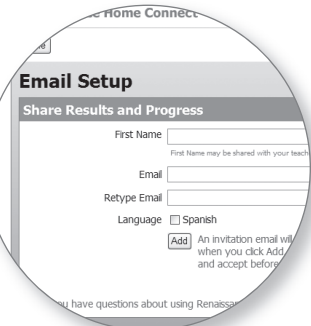 Home Connect
Email Setup
Share Results and Progress
First Name
First Name may be shared with your
Email
Retype Email
Language Spanish
Add An invitation email will
when you click Add
and accept before
have questions about using